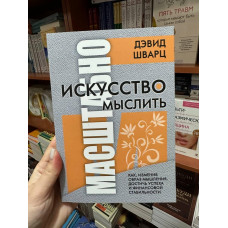 ДЭВИД
ШВАРЦ
ИСКУССТВО
МЫСЛИТЬ
МАСШТАБНО
КАК, ИЗМЕНИВ
ОБРАЗ МЫШЛЕНИЯ,
ДОСТИЧЬ УСПЕХА
И ФИНАНСОВОЙ
СТАБИЛЬНОСТИ
ПЯТЬ ТРАВМ